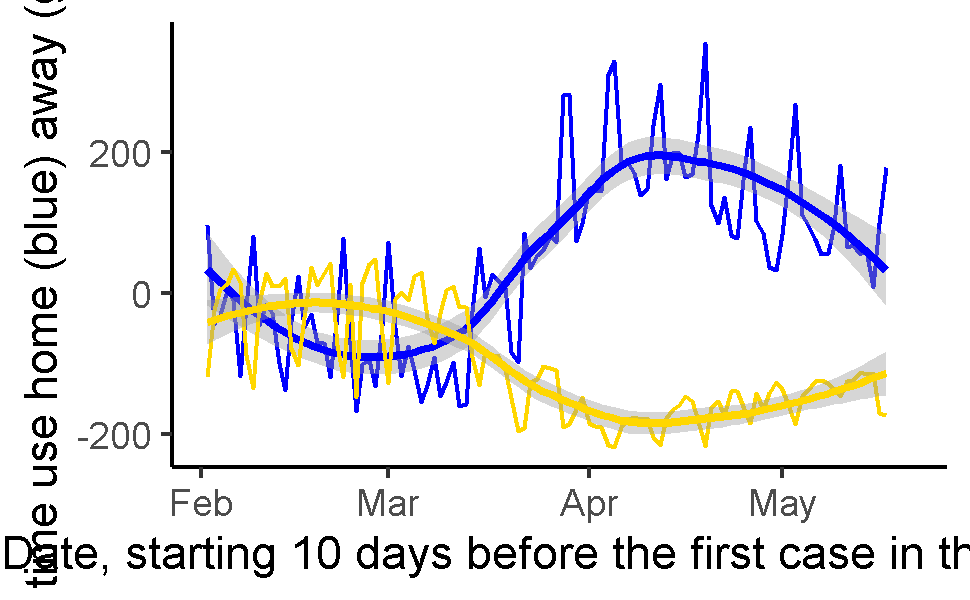 time use home (blue) away (
200
0
-200
Feb Mar Apr May
Date, starting 10 days before the first case in th